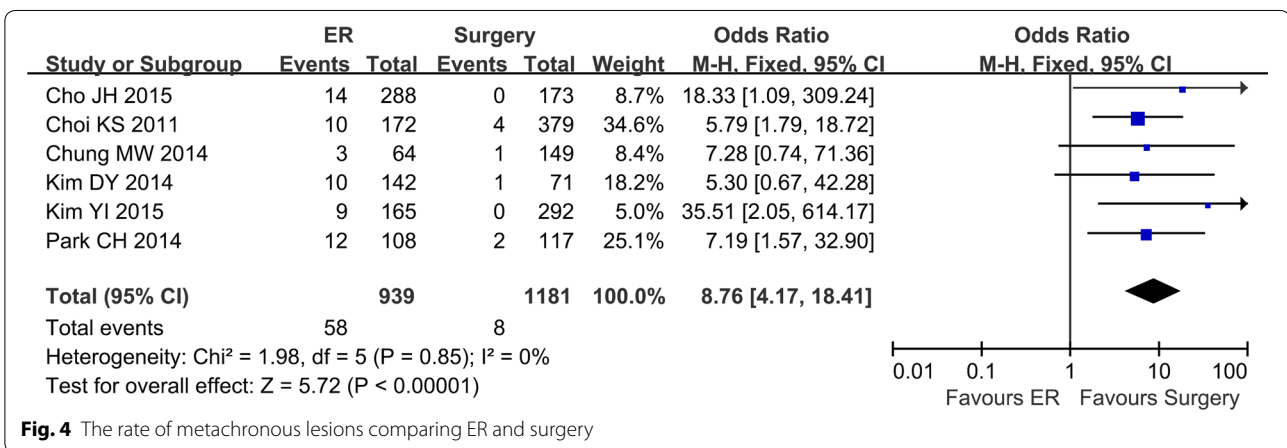 ER Surgery Odds Ratio Odds Ratio
Study or Subgroup Events Total Events Total Weight M-H, Fixed, 95% CI M-H, Fixed, 95% CI
Cho JH 2015 14 288 0 173 8.7% 18.33 [1.09, 309.24]
Choi KS 2011 10 172 4 379 34.6% 5.79 [1.79, 18.72]
Chung MW 2014 3 64 1 149 8.4% 7.28 [0.74, 71.36]
Kim DY 2014 10 142 1 71 18.2% 5.30 [0.67, 42.28]
Kim YI 2015 9 165 0 292 5.0% 35.51 [2.05, 614.17]
Park CH 2014 12 108 2 117 25.1% 7.19 [1.57, 32.90]
Total (95% CI) 939 1181 100.0% 8.76 [4.17, 18.41]
Total events 58 8
Heterogeneity: Chi² = 1.98, df = 5 (P = 0.85); I² = 0%
Test for overall effect: Z = 5.72 (P < 0.00001)
0.01 0.1 1 10 100
Favours ER Favours Surgery
Fig. 4 The rate of metachronous lesions comparing ER and surgery